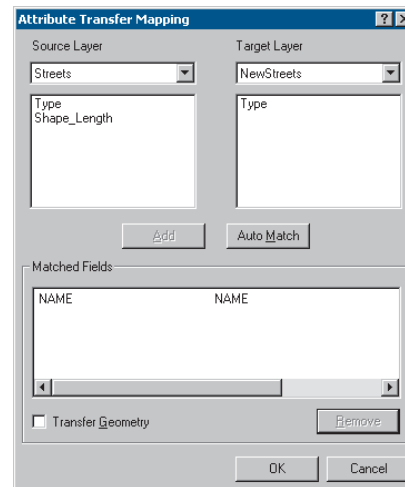 Attribute Transfer Mapping
Source Layer Target Layer
Streets NewStreets
Type Type
Shape_Length
Add Auto Match
Matched Fields
NAME NAME
Transfer Geometry Remove
OK Cancel